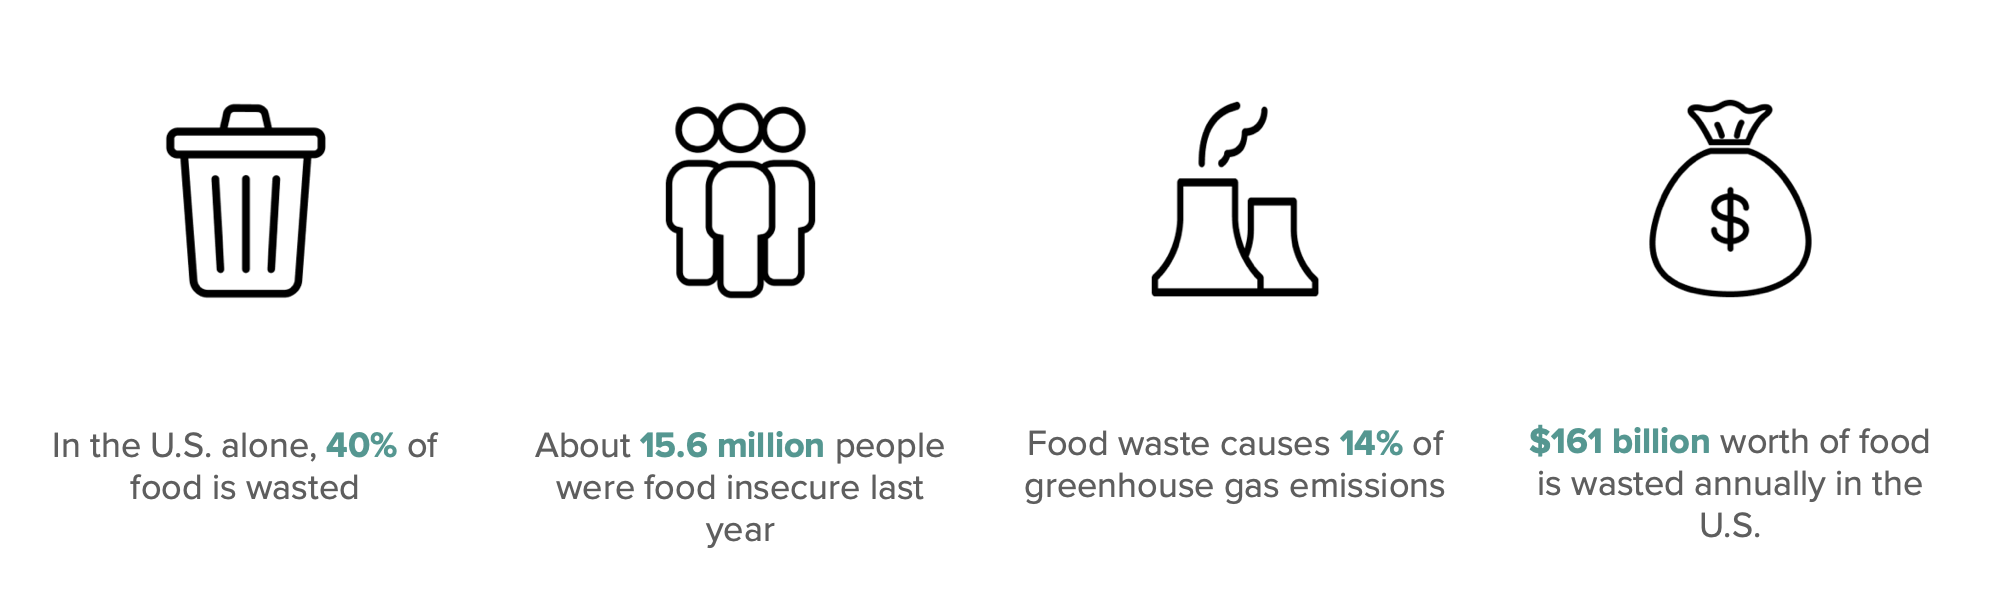 In the U.S. alone, 40% of
food is wasted
About 15.6 million people
were food insecure last
year
Food waste causes 14% of
greenhouse gas emissions
$
$161 billion worth of food
is wasted annually in the
U.S.